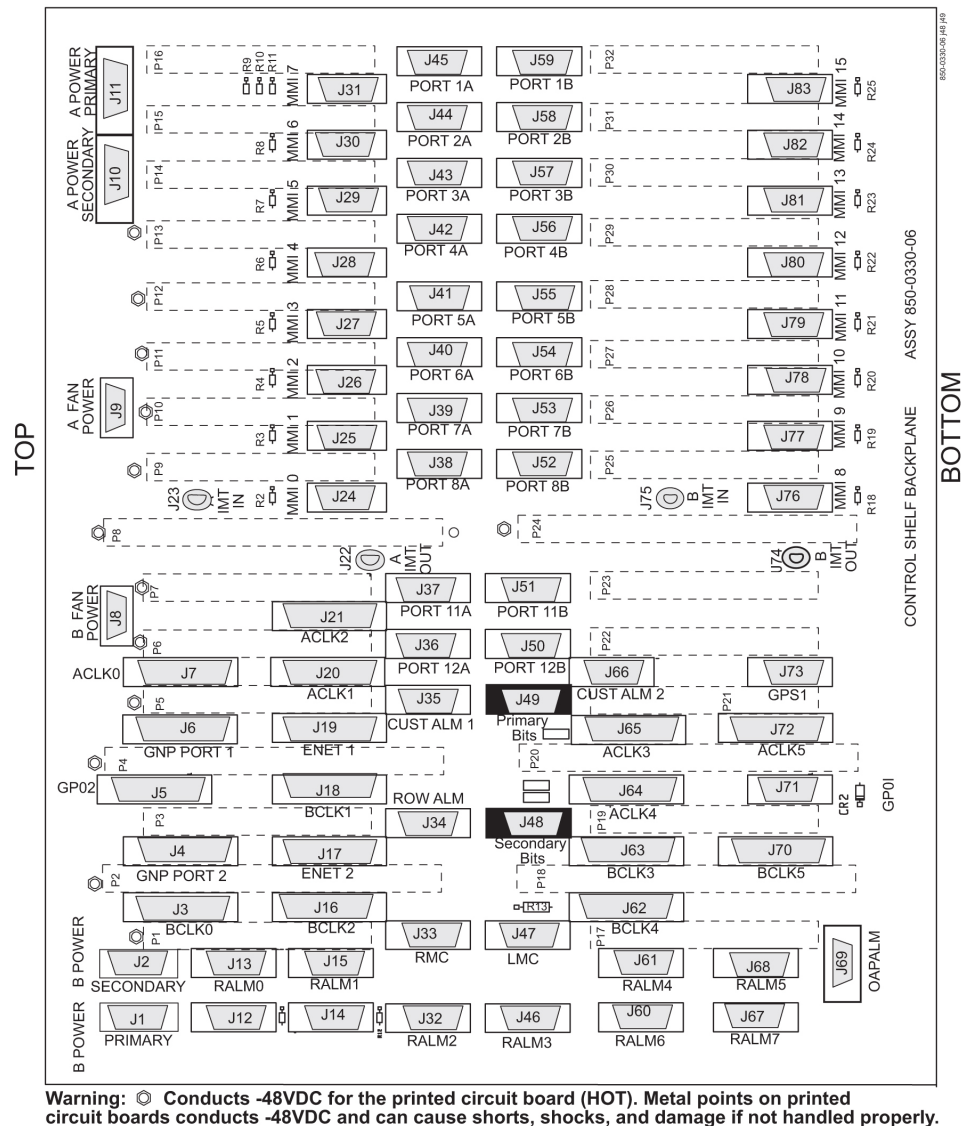 850-0330-06 j48 j49
TOP
BOTTOM
ASSY 850-0330-06
CONTROL SHELF BACKPLANE
A POWER
PRIMARY
J11
P16
R9
R10
R11
MMI 7
J31
J45
PORT 1A
J59
PORT 1B
P32
J83
MMI 15
R25
A POWER
SECONDARY
J10
P15
R8
MMI 6
J30
J44
PORT 2A
J58
PORT 2B
P31
J82
MMI 14
R24
P14
R7
MMI 5
J29
J43
PORT 3A
J57
PORT 3B
P30
J81
MMI 13
R23
P13
R6
MMI 4
J28
J42
PORT 4A
J56
PORT 4B
P29
J80
MMI 12
R22
P12
R5
MMI 3
J27
J41
PORT 5A
J55
PORT 5B
P28
J79
MMI 11
R21
P11
R4
MMI 2
J26
J40
PORT 6A
J54
PORT 6B
P27
J78
MMI 10
R20
A FAN
POWER
J9
P10
R3
MMI 1
J25
J39
PORT 7A
J53
PORT 7B
P26
J77
MMI 9
R19
P9
J23
A
IMT
IN
R2
MMI 0
J24
J38
PORT 8A
J52
PORT 8B
P25
J75
B
IMT
IN
J76
MMI 8
R18
P8
J22
A
IMT
OUT
P24
J74
B
IMT
OUT
B FAN
POWER
J8
P7
J21
ACLK2
J37
PORT 11A
J51
PORT 11B
P23
P6
ACLK0
J7
J20
ACLK1
J36
PORT 12A
J50
PORT 12B
P22
J66
CUST ALM 2
J73
GPS1
P5
J6
GNP PORT 1
J19
ENET 1
J35
CUST ALM 1
J49
Primary
Bits
J65
ACLK3
P21
J72
ACLK5
P4
GP02
J5
J18
BCLK1
ROW ALM
J34
P20
J64
ACLK4
J71
CR2
GP0I
P3
J4
GNP PORT 2
J17
ENET 2
J48
Secondary
Bits
P19
J63
BCLK3
J70
BCLK5
P2
J3
BCLK0
J16
BCLK2
P18
R13
J62
BCLK4
P1
B POWER
J2
SECONDARY
J13
RALM0
J15
RALM1
J33
RMC
J47
LMC
P17
J61
RALM4
J68
RALM5
J69
OAPALM
B POWER
J1
PRIMARY
J12
J14
R12
J32
RALM2
J46
RALM3
J60
RALM6
J67
RALM7
Warning: Conducts -48VDC for the printed circuit board (HOT). Metal points on printed
circuit boards conducts -48VDC and can cause shorts, shocks, and damage if not handled properly.